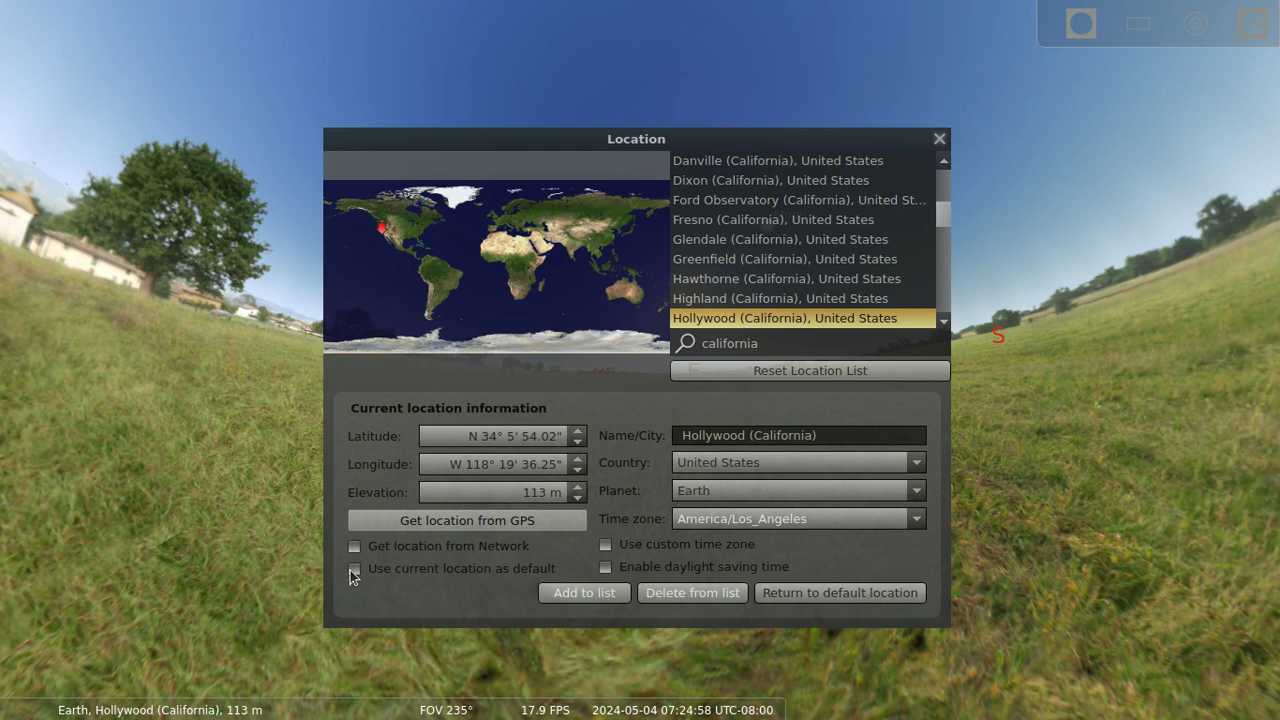 Location
Danville (California), United States
Dixon (California), United States
Ford Observatory (California), United St...
Fresno (California), United States
Glendale (California), United States
Greenfield (California), United States
Hawthorne (California), United States
Highland (California), United States
Hollywood (California), United States
california
Reset Location List
S
Current location information
Latitude: N 34° 5' 54.02"
Longitude: W 118° 19' 36.25"
Elevation: 113 m
Get location from GPS
Get location from Network
Use current location as default
Name/City: Hollywood (California)
Country: United States
Planet: Earth
Time zone: America/Los_Angeles
Use custom time zone
Enable daylight saving time
Add to list
Delete from list
Return to default location
Earth, Hollywood (California), 113 m FOV 235° 17.9 FPS 2024-05-04 07:24:58 UTC-08:00